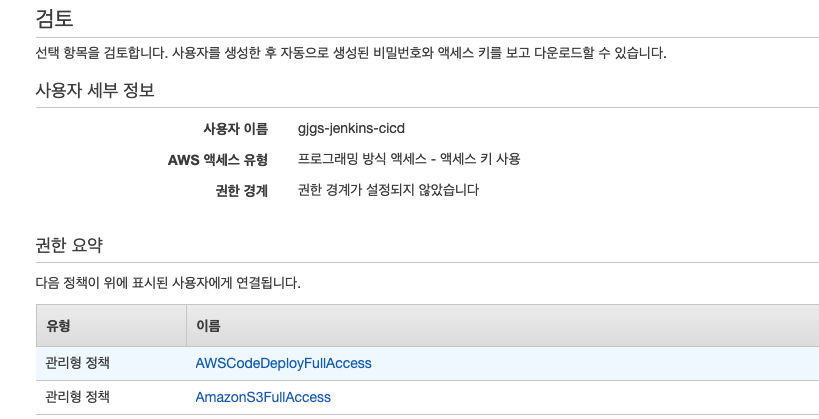 검토
선택 항목을 검토합니다. 사용자를 생성한 후 자동으로 생성된 비밀번호와 액세스 키를 보고 다운로드할 수 있습니다.
사용자 세부 정보
사용자 이름 gjgs-jenkins-cicd
AWS 액세스 유형 프로그래밍 방식 액세스 - 액세스 키 사용
권한 경계 권한 경계가 설정되지 않았습니다
권한 요약
다음 정책이 위에 표시된 사용자에게 연결됩니다.
유형 이름
관리형 정책 AWSCodeDeployFullAccess
관리형 정책 AmazonS3FullAccess